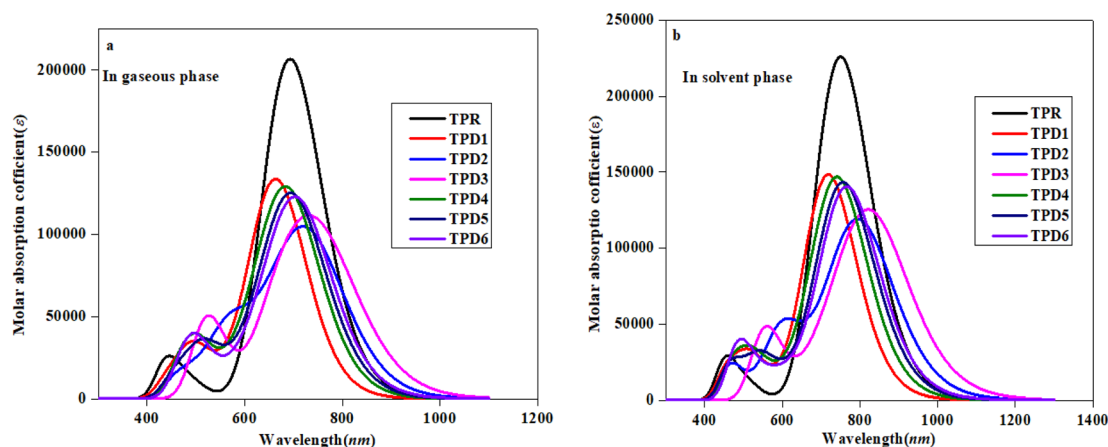 a
In gaseous phase
TPR
TPD1
TPD2
TPD3
TPD4
TPD5
TPD6
Molar absorption cofficient(ε)
200000
150000
100000
50000
0
400 600 800 1000 1200
Wavelength(nm)
b
In solvent phase
TPR
TPD1
TPD2
TPD3
TPD4
TPD5
TPD6
Molar absorptio cofficient(ε)
250000
200000
150000
100000
50000
0
400 600 800 1000 1200 1400
Wavelength(nm)